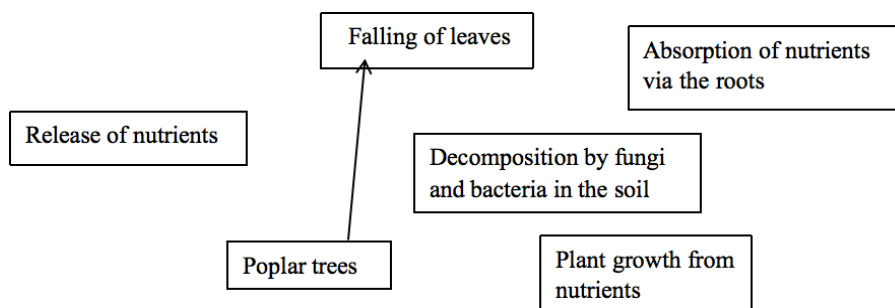 Falling of leaves
Absorption of nutrients
via the roots
Release of nutrients
Decomposition by fungi
and bacteria in the soil
Poplar trees
Plant growth from
nutrients